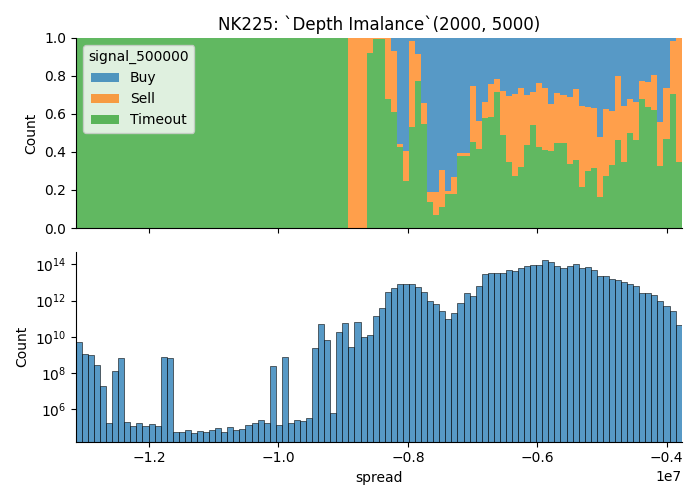 NK225: `Depth Imalance`(2000, 5000)
1.0
0.8
0.6
0.4
0.2
0.0
Count
signal_500000
Buy
Sell
Timeout
10^14
10^12
10^10
10^8
10^6
Count
−1.2
−1.0
−0.8
−0.6
−0.4
spread
1e7